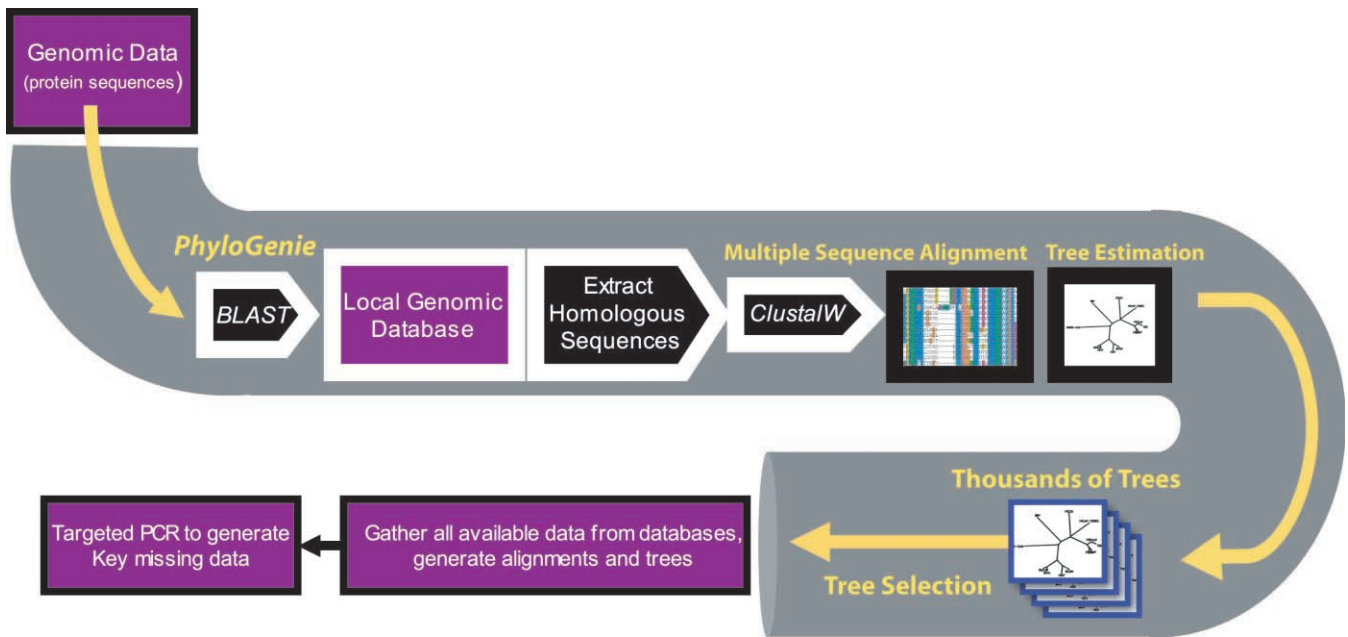 Genomic Data
(protein sequences)
PhyloGenie
BLAST
Local Genomic
Database
Extract
Homologous
Sequences
Multiple Sequence Alignment
ClustalW
Tree Estimation
Thousands of Trees
Tree Selection
Gather all available data from databases,
generate alignments and trees
Targeted PCR to generate
Key missing data